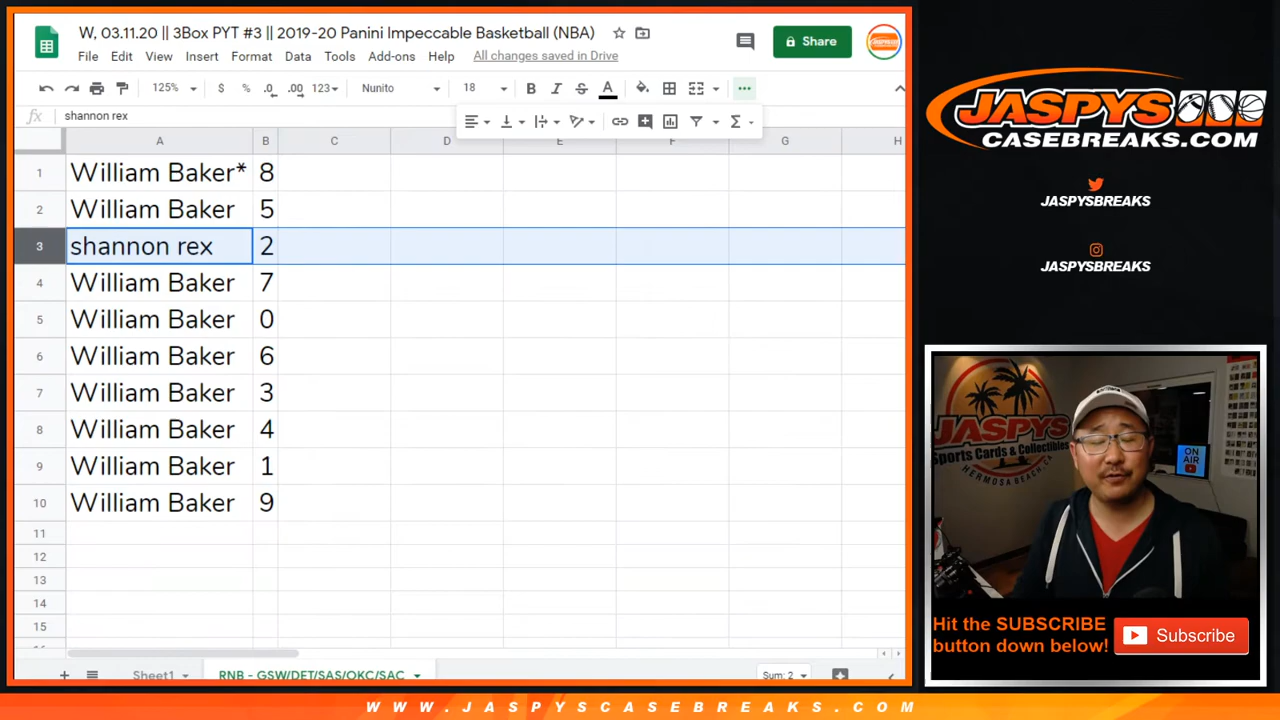 W, 03.11.20 || 3Box PYT #3 || 2019-20 Panini Impeccable Basketball (NBA)
File Edit View Insert Format Data Tools Add-ons Help All changes saved in Drive
Share
125% $ % .0 .00 123 Nunito 18 B I S A
fx shannon rex
A B C D E F G H
1 William Baker* 8
2 William Baker 5
3 shannon rex 2
4 William Baker 7
5 William Baker 0
6 William Baker 6
7 William Baker 3
8 William Baker 4
9 William Baker 1
10 William Baker 9
11
12
13
14
15
Sheet1 RNB - GSW/DET/SAS/OKC/SAC Sum: 2
JASPYS
CASEBREAKS.COM
JASPYSBREAKS
JASPYSBREAKS
JASPYS
Sports Cards & Collectibles
HERMOSA BEACH, CA
ON AIR
Hit the SUBSCRIBE
button down below!
Subscribe
WWW.JASPYSCASEBREAKS.COM